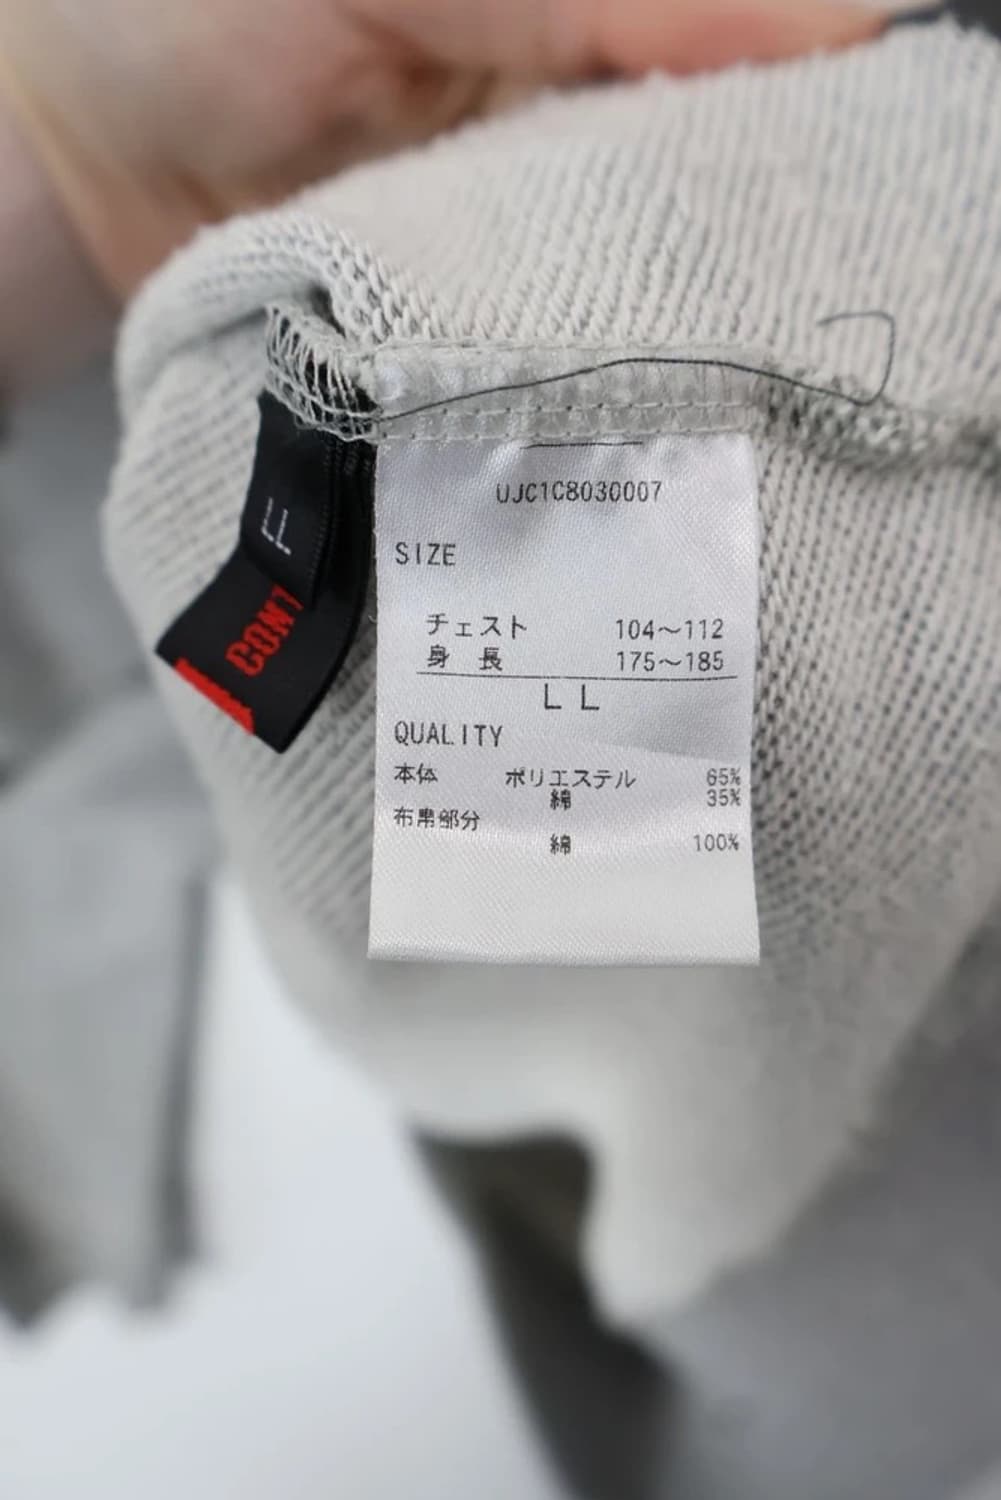 UJC1C8030007
SIZE
チェスト 104～112
身長 175～185
LL
QUALITY
本体 ポリエステル 65%
綿 35%
布帛部分
綿 100%
LL
CONT